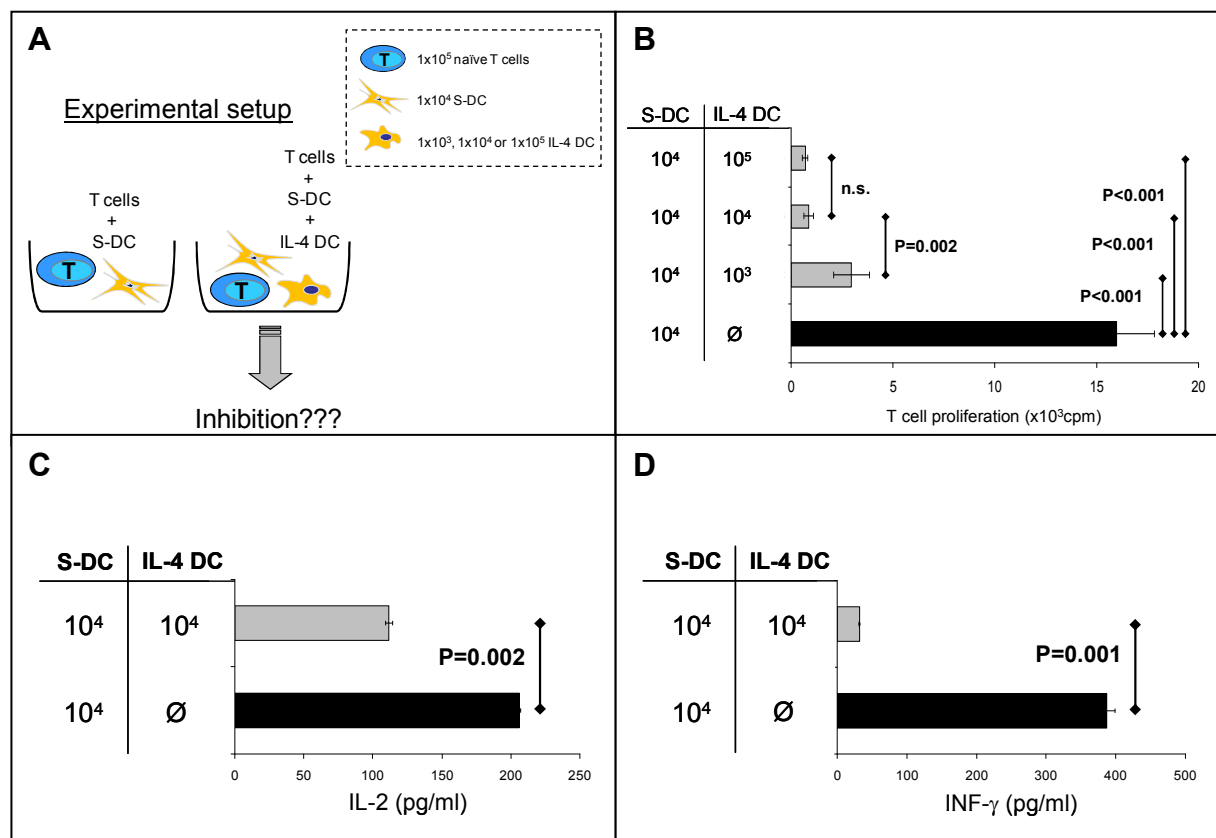 A
T
1x10⁵ naïve T cells
1x10⁴ S-DC
1x10³, 1x10⁴ or 1x10⁵ IL-4 DC
Experimental setup
T cells
+
S-DC
T
T cells
+
S-DC
+
IL-4 DC
T
Inhibition???
B
S-DC IL-4 DC
10⁴ 10⁵
10⁴ 10⁴
10⁴ 10³
10⁴ Ø
n.s.
P=0.002
P<0.001
P<0.001
P<0.001
0 5 10 15 20
T cell proliferation (x10³cpm)
C
S-DC IL-4 DC
10⁴ 10⁴
10⁴ Ø
P=0.002
0 50 100 150 200 250
IL-2 (pg/ml)
D
S-DC IL-4 DC
10⁴ 10⁴
10⁴ Ø
P=0.001
0 100 200 300 400 500
INF-γ (pg/ml)